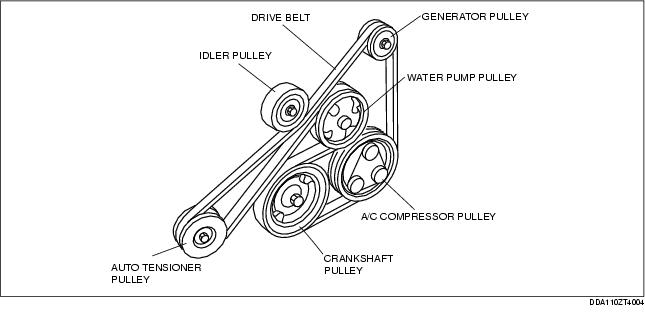 DRIVE BELT
GENERATOR PULLEY
IDLER PULLEY
WATER PUMP PULLEY
A/C COMPRESSOR PULLEY
CRANKSHAFT
PULLEY
AUTO TENSIONER
PULLEY
DDA110ZT4004